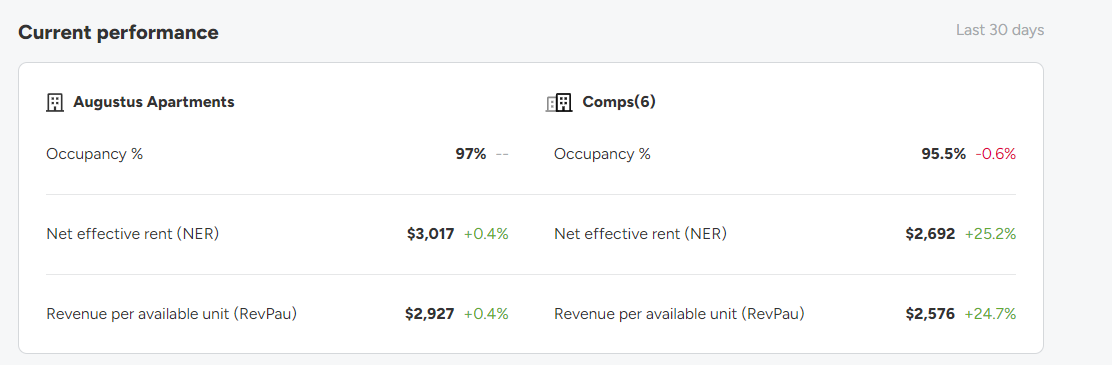 Current performance
Last 30 days
Augustus Apartments
Comps(6)
Occupancy % 97% --
Occupancy % 95.5% -0.6%
Net effective rent (NER) $3,017 +0.4%
Net effective rent (NER) $2,692 +25.2%
Revenue per available unit (RevPau) $2,927 +0.4%
Revenue per available unit (RevPau) $2,576 +24.7%